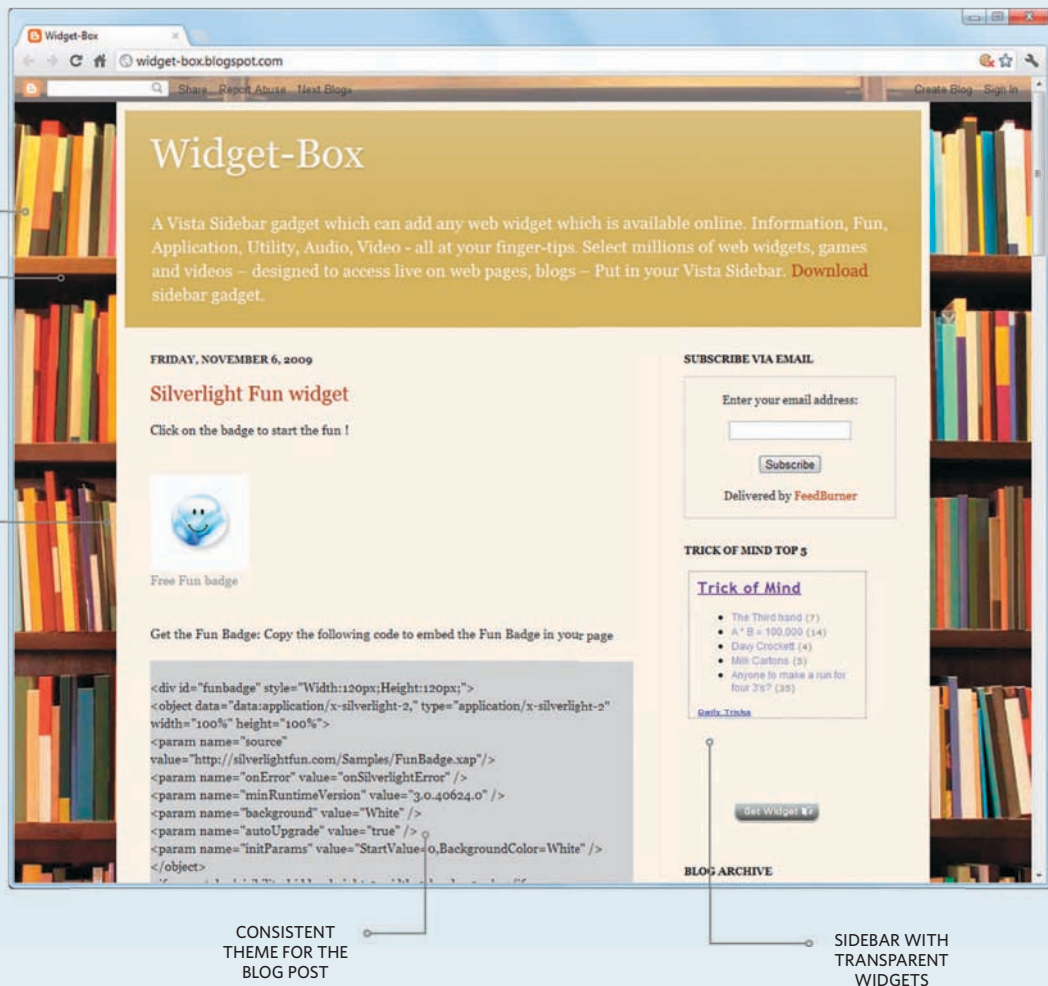 Widget-Box
widget-box.blogspot.com
Share Report Abuse Next Blog» Create Blog Sign In
Widget-Box
A Vista Sidebar gadget which can add any web widget which is available online. Information, Fun,
Application, Utility, Audio, Video - all at your finger-tips. Select millions of web widgets, games
and videos – designed to access live on web pages, blogs – Put in your Vista Sidebar. Download
sidebar gadget.
FRIDAY, NOVEMBER 6, 2009
Silverlight Fun widget
Click on the badge to start the fun !
Free Fun badge
Get the Fun Badge: Copy the following code to embed the Fun Badge in your page
<div id="funbadge" style="Width:120px;Height:120px;">
<object data="data:application/x-silverlight-2," type="application/x-silverlight-2"
width="100%" height="100%">
<param name="source"
value="http://silverlightfun.com/Samples/FunBadge.xap"/>
<param name="onError" value="onSilverlightError" />
<param name="minRuntimeVersion" value="3.0.40624.0" />
<param name="background" value="White" />
<param name="autoUpgrade" value="true" />
<param name="initParams" value="StartValue=0,BackgroundColor=White" />
</object>
SUBSCRIBE VIA EMAIL
Enter your email address:
Subscribe
Delivered by FeedBurner
TRICK OF MIND TOP 5
Trick of Mind
The Third hand (7)
A * B = 100,000 (14)
Davy Crockett (4)
Milk Cartons (5)
Anyone to make a run for
four 3's? (35)
Daily Tricks
Get Widget
BLOG ARCHIVE
CONSISTENT
THEME FOR THE
BLOG POST
SIDEBAR WITH
TRANSPARENT
WIDGETS